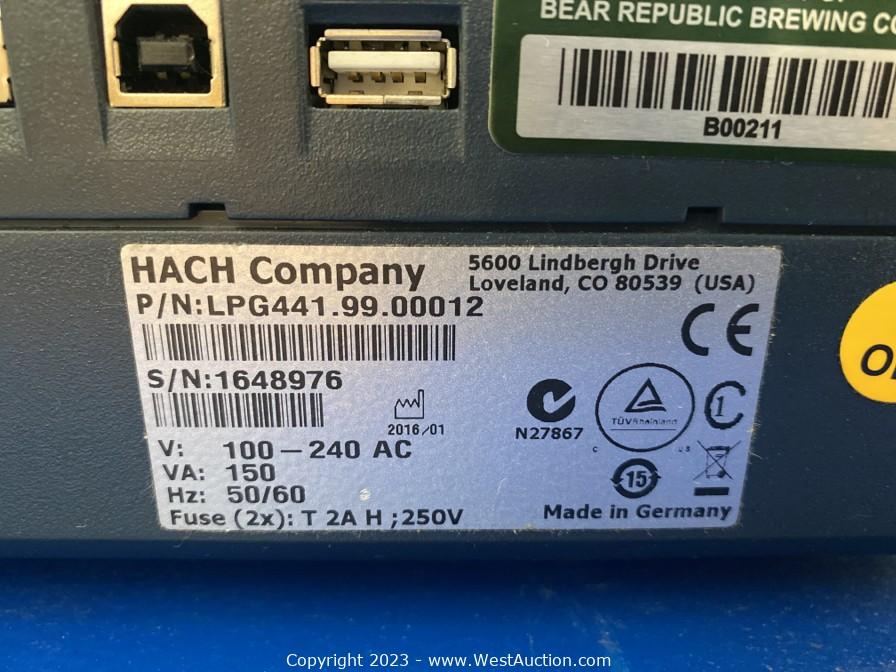 BEAR REPUBLIC BREWING CO
B00211
HACH Company
5600 Lindbergh Drive
Loveland, CO 80539 (USA)
P/N:LPG441.99.00012
CE
S/N:1648976
2016/01
N27867
TÜVRheinland
C US
1
V: 100-240 AC
VA: 150
Hz: 50/60
15
Fuse (2x): T 2A H ;250V
Made in Germany
Copyright 2023 - www.WestAuction.com